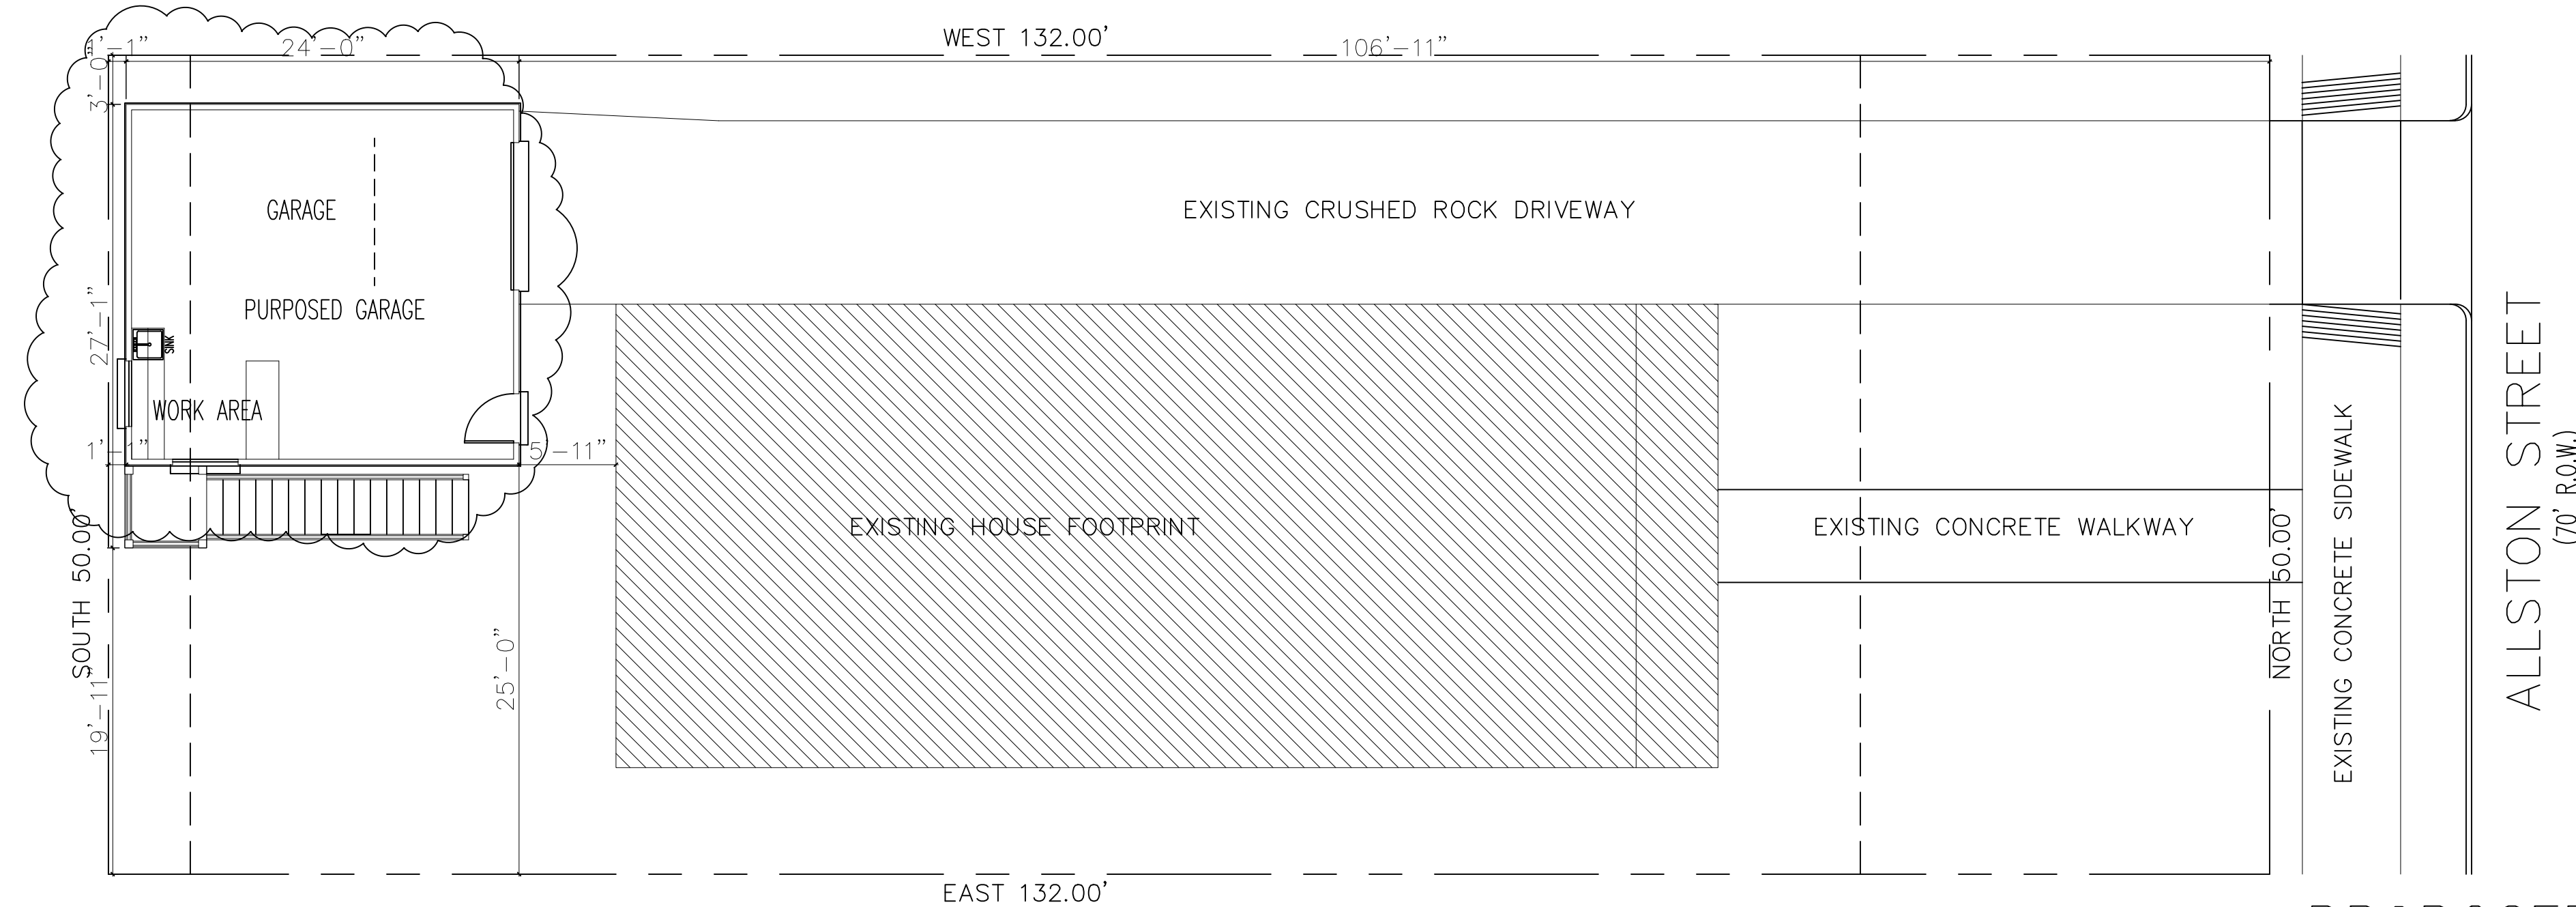 WEST 132.00'
1'-1"
24'-0"
106'-11"
3'-0"
GARAGE
EXISTING CRUSHED ROCK DRIVEWAY
PURPOSED GARAGE
27'-1"
SINK
WORK AREA
1'-1"
5'-11"
EXISTING HOUSE FOOTPRINT
EXISTING CONCRETE WALKWAY
SOUTH 50.00'
25'-0"
19'-11"
NORTH 50.00'
EXISTING CONCRETE SIDEWALK
ALLSTON STREET
(70' R.O.W.)
EAST 132.00'